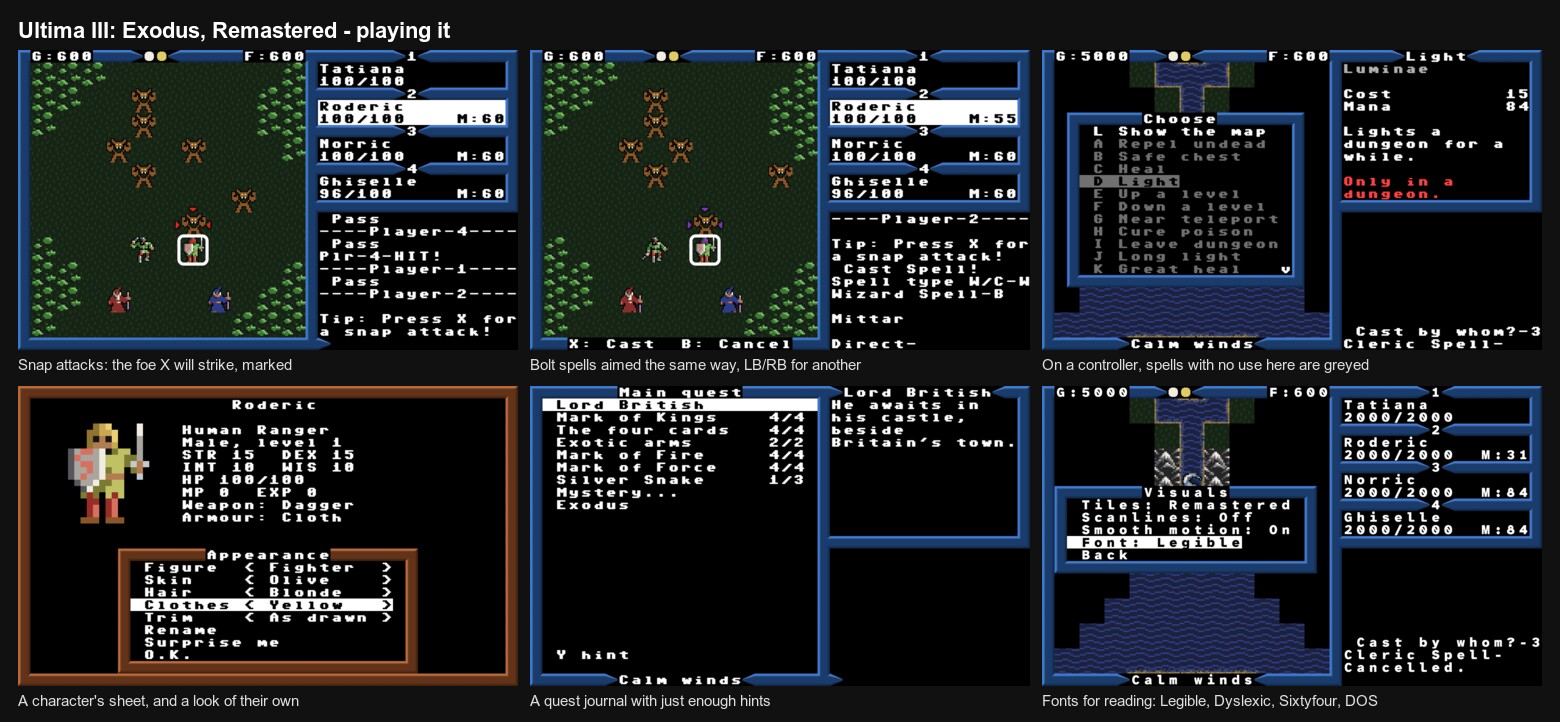 Ultima III: Exodus, Remastered - playing it
G:600
F:600
1
Tatiana
100/100
2
Roderic
100/100 M:60
3
Norric
100/100 M:60
4
Ghiselle
96/100 M:60
Pass
----Player-4----
Pass
Plr-4-HIT!
----Player-1----
Pass
----Player-2----
Tip: Press X for
a snap attack!
Snap attacks: the foe X will strike, marked
G:600
F:600
1
Tatiana
100/100
2
Roderic
100/100 M:55
3
Norric
100/100 M:60
4
Ghiselle
96/100 M:60
----Player-2----
Tip: Press X for
a snap attack!
Cast Spell!
Spell type W/C-W
Wizard Spell-B
Mittar
Direct-
X: Cast B: Cancel
Bolt spells aimed the same way, LB/RB for another
G:5000
F:600
Choose
L Show the map
A Repel undead
B Safe chest
C Heal
D Light
E Up a level
F Down a level
G Near teleport
H Cure poison
I Leave dungeon
J Long light
K Great heal v
Calm winds
Light
Luminae
Cost 15
Mana 84
Lights a
dungeon for a
while.
Only in a
dungeon.
Cast by whom?-3
Cleric Spell-
On a controller, spells with no use here are greyed
Roderic
Human Ranger
Male, level 1
STR 15 DEX 15
INT 10 WIS 10
HP 100/100
MP 0 EXP 0
Weapon: Dagger
Armour: Cloth
Appearance
Figure < Fighter >
Skin < Olive >
Hair < Blonde >
Clothes < Yellow >
Trim < As drawn >
Rename
Surprise me
O.K.
A character's sheet, and a look of their own
Main quest
Lord British
Mark of Kings 4/4
The four cards 4/4
Exotic arms 2/2
Mark of Fire 4/4
Mark of Force 4/4
Silver Snake 1/3
Mystery...
Exodus
Y hint
Calm winds
Lord British
He awaits in
his castle,
beside
Britain's town.
A quest journal with just enough hints
G:5000
F:600
Visuals
Tiles: Remastered
Scanlines: Off
Smooth motion: On
Font: Legible
Back
Calm winds
1
Tatiana
2000/2000
2
Roderic
2000/2000 M:31
3
Norric
2000/2000 M:84
4
Ghiselle
2000/2000 M:84
Cast by whom?-3
Cleric Spell-
Cancelled.
Fonts for reading: Legible, Dyslexic, Sixtyfour, DOS